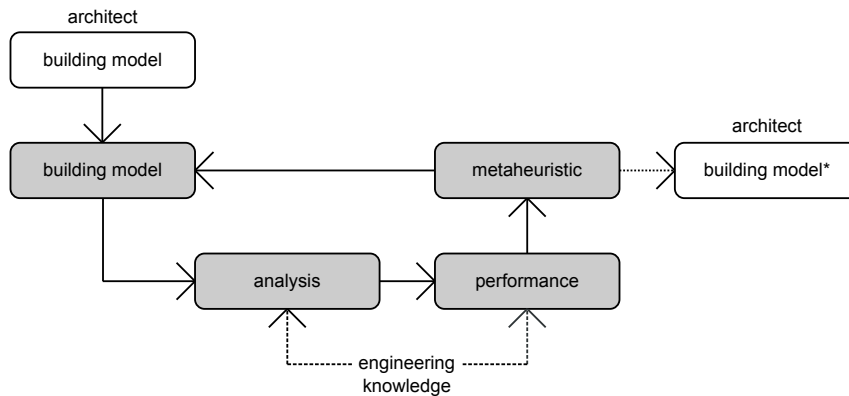 architect
building model
architect
building model
metaheuristic
building model*
analysis
performance
engineering
knowledge